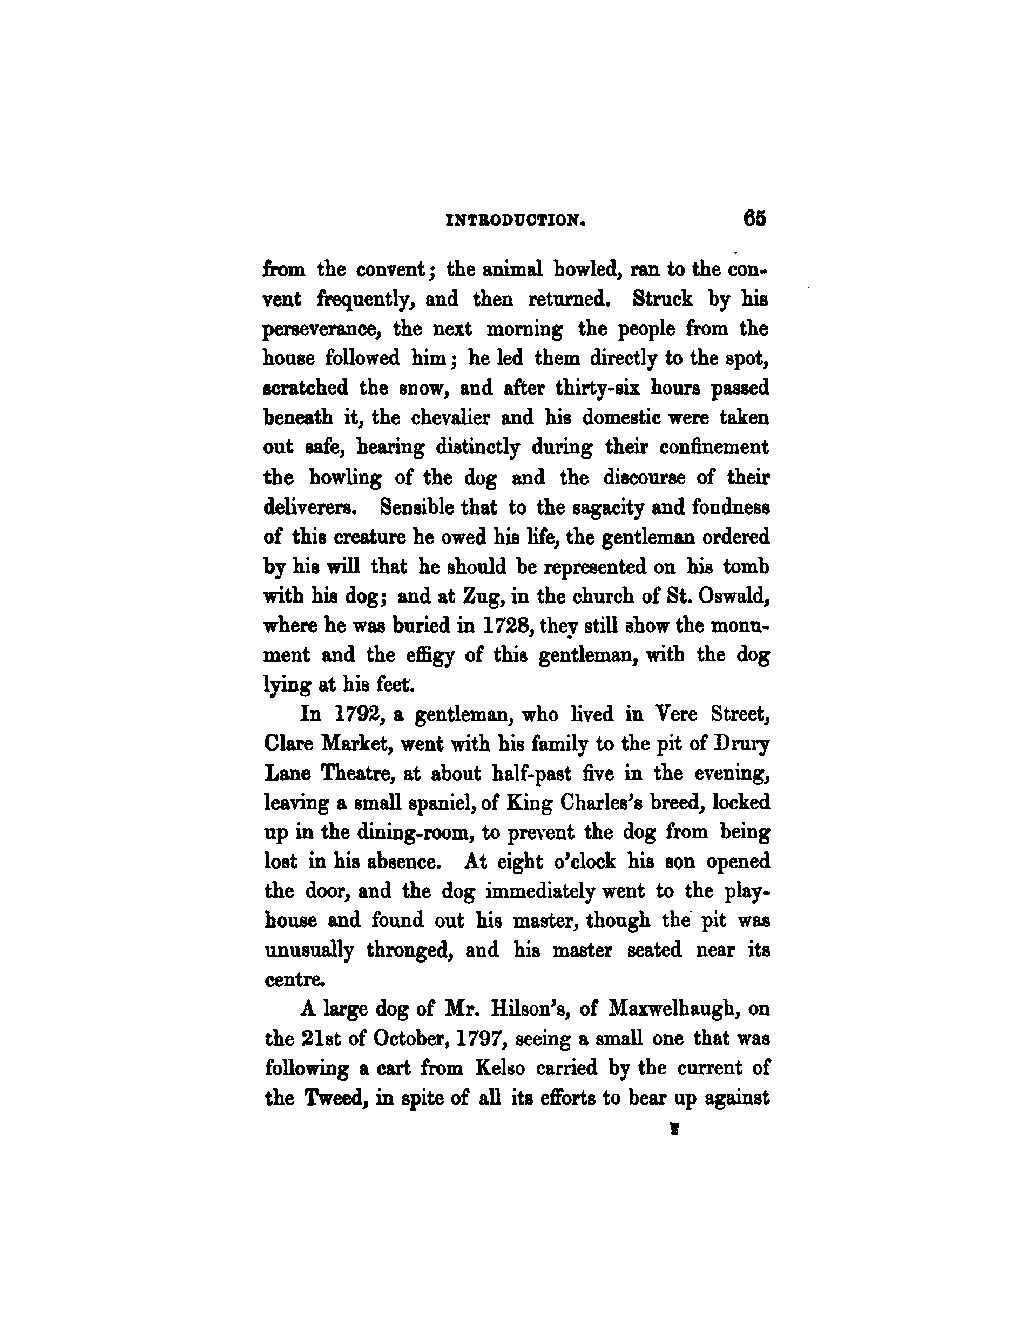 INTRODUCTION. 65
from the convent; the animal howled, ran to the con-
vent frequently, and then returned. Struck by his
perseverance, the next morning the people from the
house followed him; he led them directly to the spot,
scratched the snow, and after thirty-six hours passed
beneath it, the chevalier and his domestic were taken
out safe, hearing distinctly during their confinement
the howling of the dog and the discourse of their
deliverers. Sensible that to the sagacity and fondness
of this creature he owed his life, the gentleman ordered
by his will that he should be represented on his tomb
with his dog; and at Zug, in the church of St. Oswald,
where he was buried in 1728, they still show the monu-
ment and the effigy of this gentleman, with the dog
lying at his feet.
In 1792, a gentleman, who lived in Vere Street,
Clare Market, went with his family to the pit of Drury
Lane Theatre, at about half-past five in the evening,
leaving a small spaniel, of King Charles's breed, locked
up in the dining-room, to prevent the dog from being
lost in his absence. At eight o'clock his son opened
the door, and the dog immediately went to the play-
house and found out his master, though the pit was
unusually thronged, and his master seated near its
centre.
A large dog of Mr. Hilson's, of Maxwelhaugh, on
the 21st of October, 1797, seeing a small one that was
following a cart from Kelso carried by the current of
the Tweed, in spite of all its efforts to bear up against
F